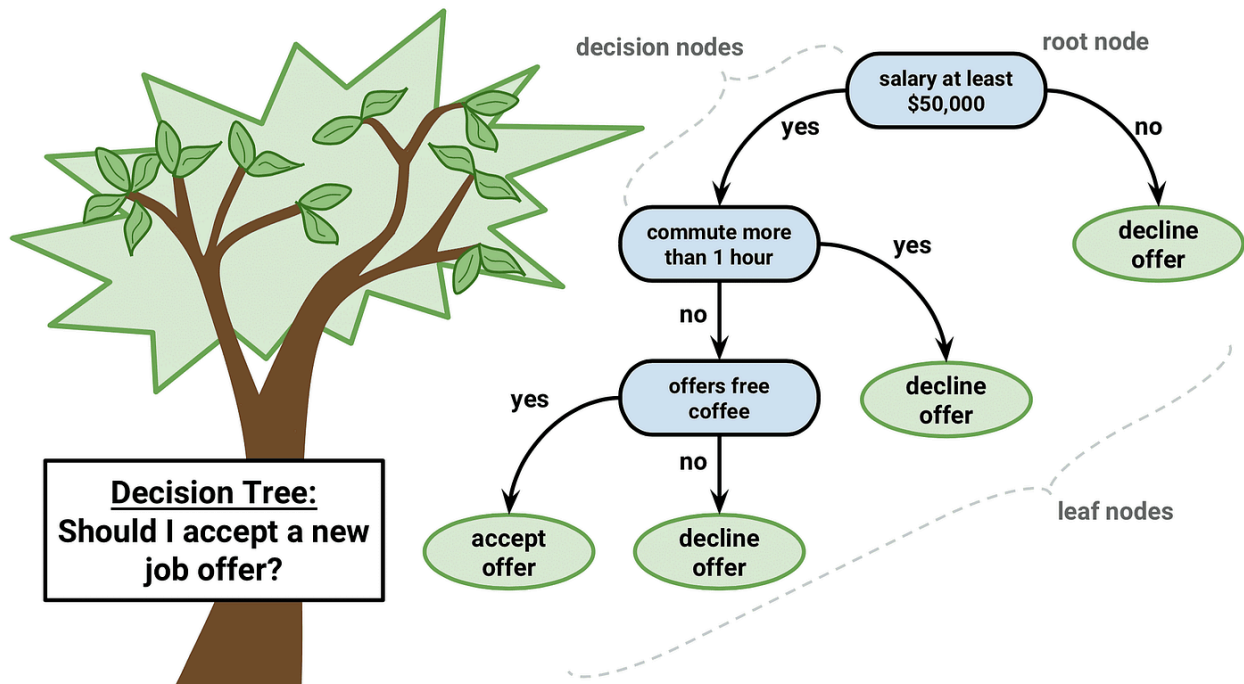 decision nodes
root node
salary at least
$50,000
yes
no
commute more
than 1 hour
decline
offer
yes
no
offers free
coffee
decline
offer
yes
no
accept
offer
decline
offer
leaf nodes
Decision Tree:
Should I accept a new
job offer?